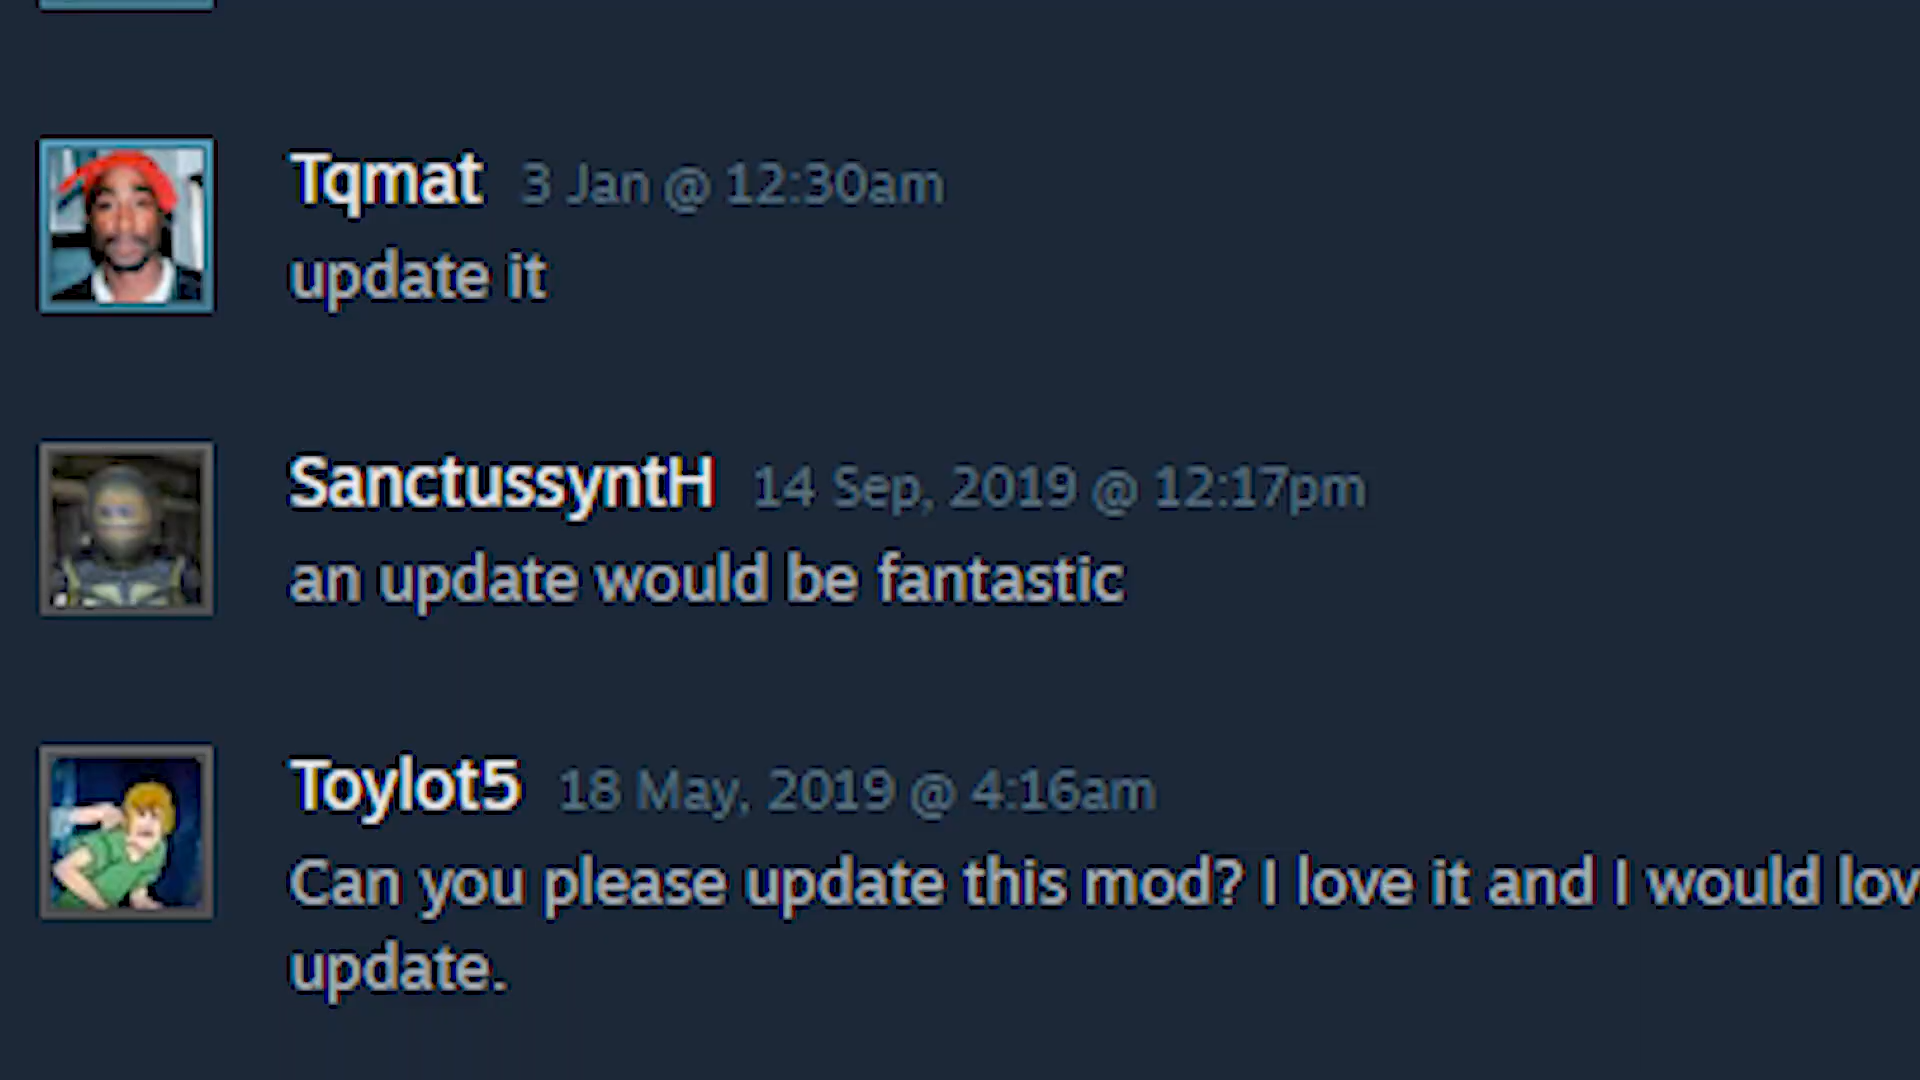 Tqmat 3 Jan @ 12:30am
update it
SanctussyntH 14 Sep, 2019 @ 12:17pm
an update would be fantastic
Toylot5 18 May, 2019 @ 4:16am
Can you please update this mod? I love it and I would lov
update.